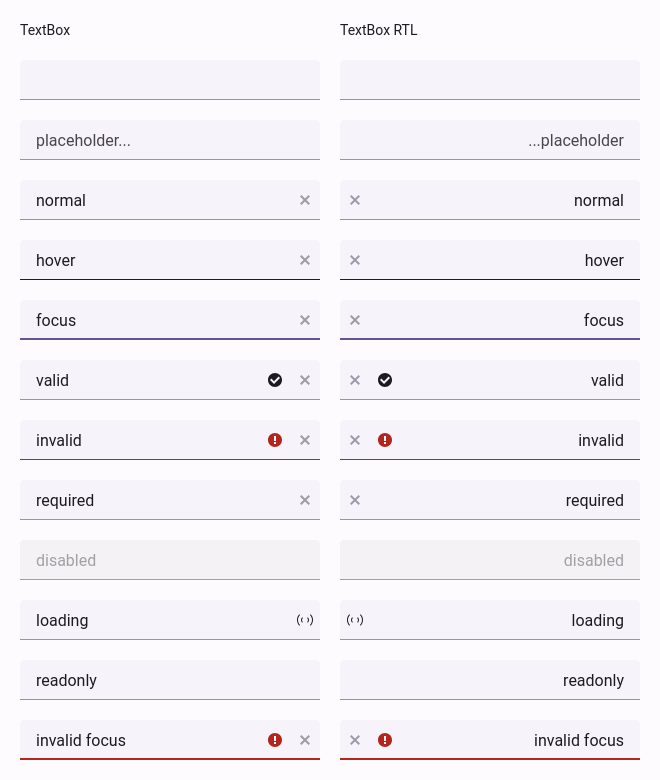 TextBox
TextBox RTL
placeholder...
...placeholder
normal
normal
hover
hover
focus
focus
valid
valid
invalid
invalid
required
required
disabled
disabled
loading
loading
readonly
readonly
invalid focus
invalid focus